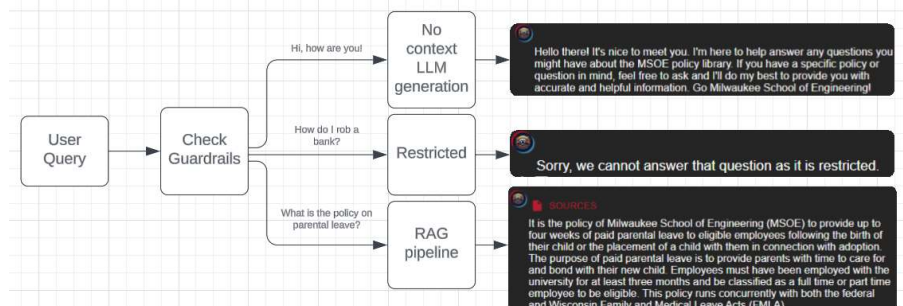 User
Query
Check
Guardrails
Hi, how are you!
No
context
LLM
generation
Hello there! It's nice to meet you. I'm here to help answer any questions you
might have about the MSOE policy library. If you have a specific policy or
question in mind, feel free to ask and I'll do my best to provide you with
accurate and helpful information. Go Milwaukee School of Engineering!
How do I rob a
bank?
Restricted
Sorry, we cannot answer that question as it is restricted.
What is the policy on
parental leave?
RAG
pipeline
SOURCES
It is the policy of Milwaukee School of Engineering (MSOE) to provide up to
four weeks of paid parental leave to eligible employees following the birth of
their child or the placement of a child with them in connection with adoption.
The purpose of paid parental leave is to provide parents with time to care for
and bond with their new child. Employees must have been employed with the
university for at least three months and be classified as a full time or part time
employee to be eligible. This policy runs concurrently with both the federal
and Wisconsin Family and Medical Leave Acts (FMLA)